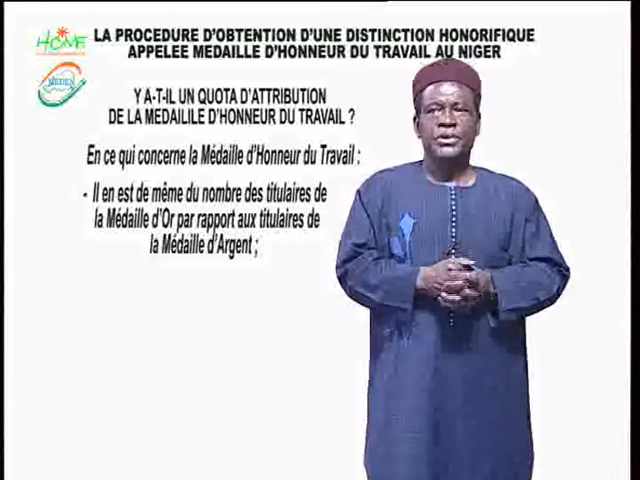 HOME
MEDIEN
LA PROCEDURE D'OBTENTION D'UNE DISTINCTION HONORIFIQUE
APPELEE MEDAILLE D'HONNEUR DU TRAVAIL AU NIGER
Y A-T-IL UN QUOTA D'ATTRIBUTION
DE LA MEDAILILE D'HONNEUR DU TRAVAIL ?
En ce qui concerne la Médaille d'Honneur du Travail :
- Il en est de même du nombre des titulaires de
la Médaille d'Or par rapport aux titulaires de
la Médaille d'Argent ;